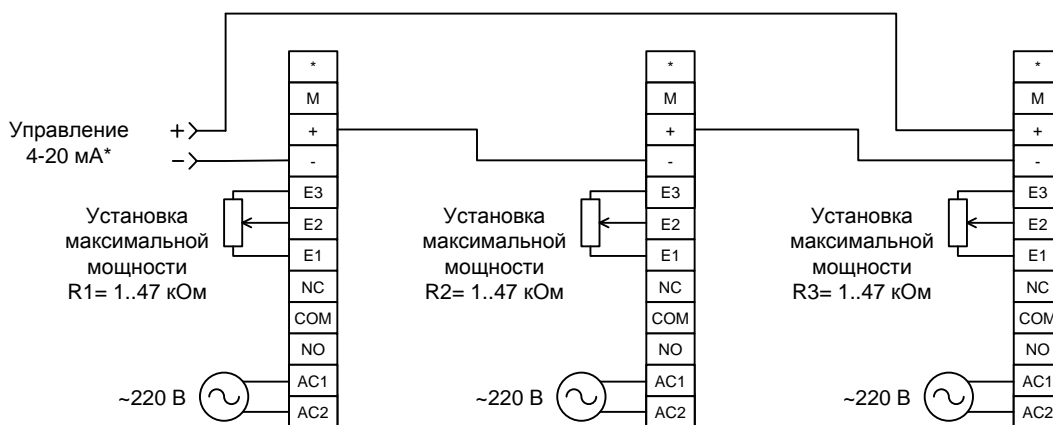 *
M
+
-
E3
E2
E1
NC
COM
NO
AC1
AC2
*
M
+
-
E3
E2
E1
NC
COM
NO
AC1
AC2
*
M
+
-
E3
E2
E1
NC
COM
NO
AC1
AC2
Управление
4-20 мА*
+
−
Установка
максимальной
мощности
R1= 1..47 кОм
~220 В
Установка
максимальной
мощности
R2= 1..47 кОм
~220 В
Установка
максимальной
мощности
R3= 1..47 кОм
~220 В